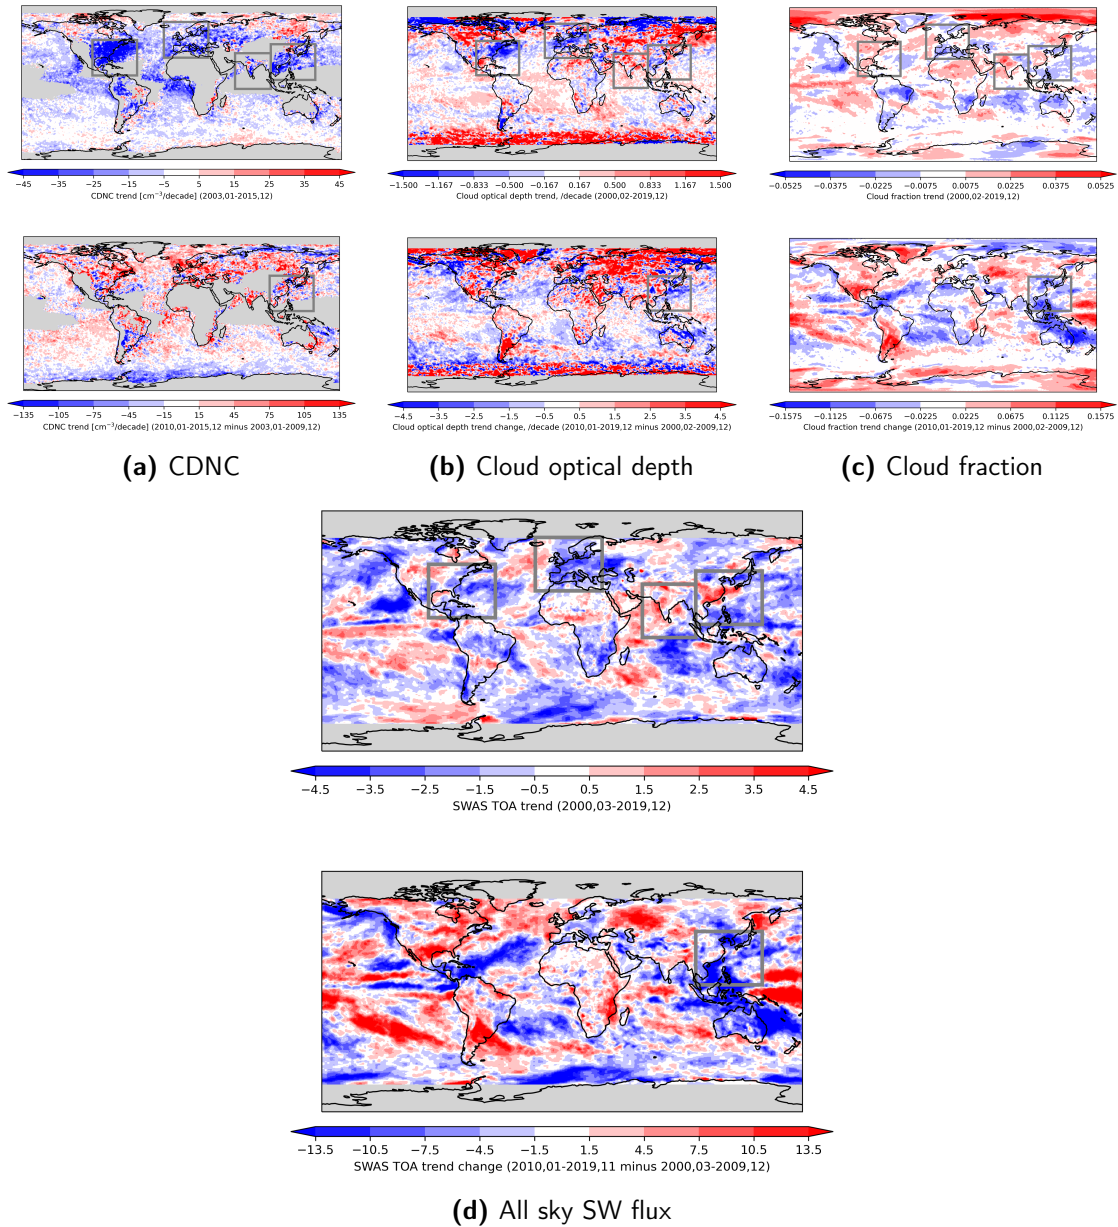 −45 −35 −25 −15 −5 5 15 25 35 45
CDNC trend [cm⁻³/decade] (2003,01-2015,12)
−1.500 −1.167 −0.833 −0.500 −0.167 0.167 0.500 0.833 1.167 1.500
Cloud optical depth trend, /decade (2000,02-2019,12)
−0.0525 −0.0375 −0.0225 −0.0075 0.0075 0.0225 0.0375 0.0525
Cloud fraction trend (2000,02-2019,12)
−135 −105 −75 −45 −15 15 45 75 105 135
CDNC trend [cm⁻³/decade] (2010,01-2015,12 minus 2003,01-2009,12)
−4.5 −3.5 −2.5 −1.5 −0.5 0.5 1.5 2.5 3.5 4.5
Cloud optical depth trend change, /decade (2010,01-2019,12 minus 2000,02-2009,12)
−0.1575 −0.1125 −0.0675 −0.0225 0.0225 0.0675 0.1125 0.1575
Cloud fraction trend change (2010,01-2019,12 minus 2000,02-2009,12)
(a) CDNC
(b) Cloud optical depth
(c) Cloud fraction
−4.5 −3.5 −2.5 −1.5 −0.5 0.5 1.5 2.5 3.5 4.5
SWAS TOA trend (2000,03-2019,12)
−13.5 −10.5 −7.5 −4.5 −1.5 1.5 4.5 7.5 10.5 13.5
SWAS TOA trend change (2010,01-2019,11 minus 2000,03-2009,12)
(d) All sky SW flux